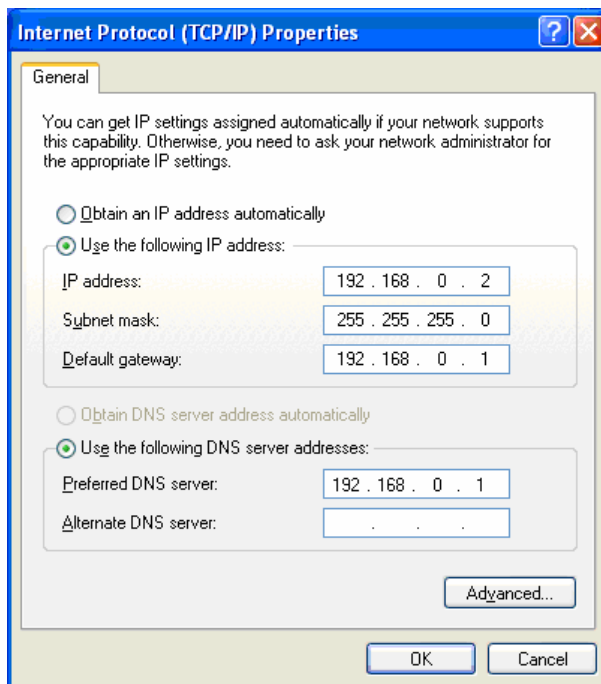 Internet Protocol (TCP/IP) Properties
General
You can get IP settings assigned automatically if your network supports
this capability. Otherwise, you need to ask your network administrator for
the appropriate IP settings.
Obtain an IP address automatically
Use the following IP address:
IP address: 192 . 168 . 0 . 2
Subnet mask: 255 . 255 . 255 . 0
Default gateway: 192 . 168 . 0 . 1
Obtain DNS server address automatically
Use the following DNS server addresses:
Preferred DNS server: 192 . 168 . 0 . 1
Alternate DNS server: . . .
Advanced...
OK Cancel